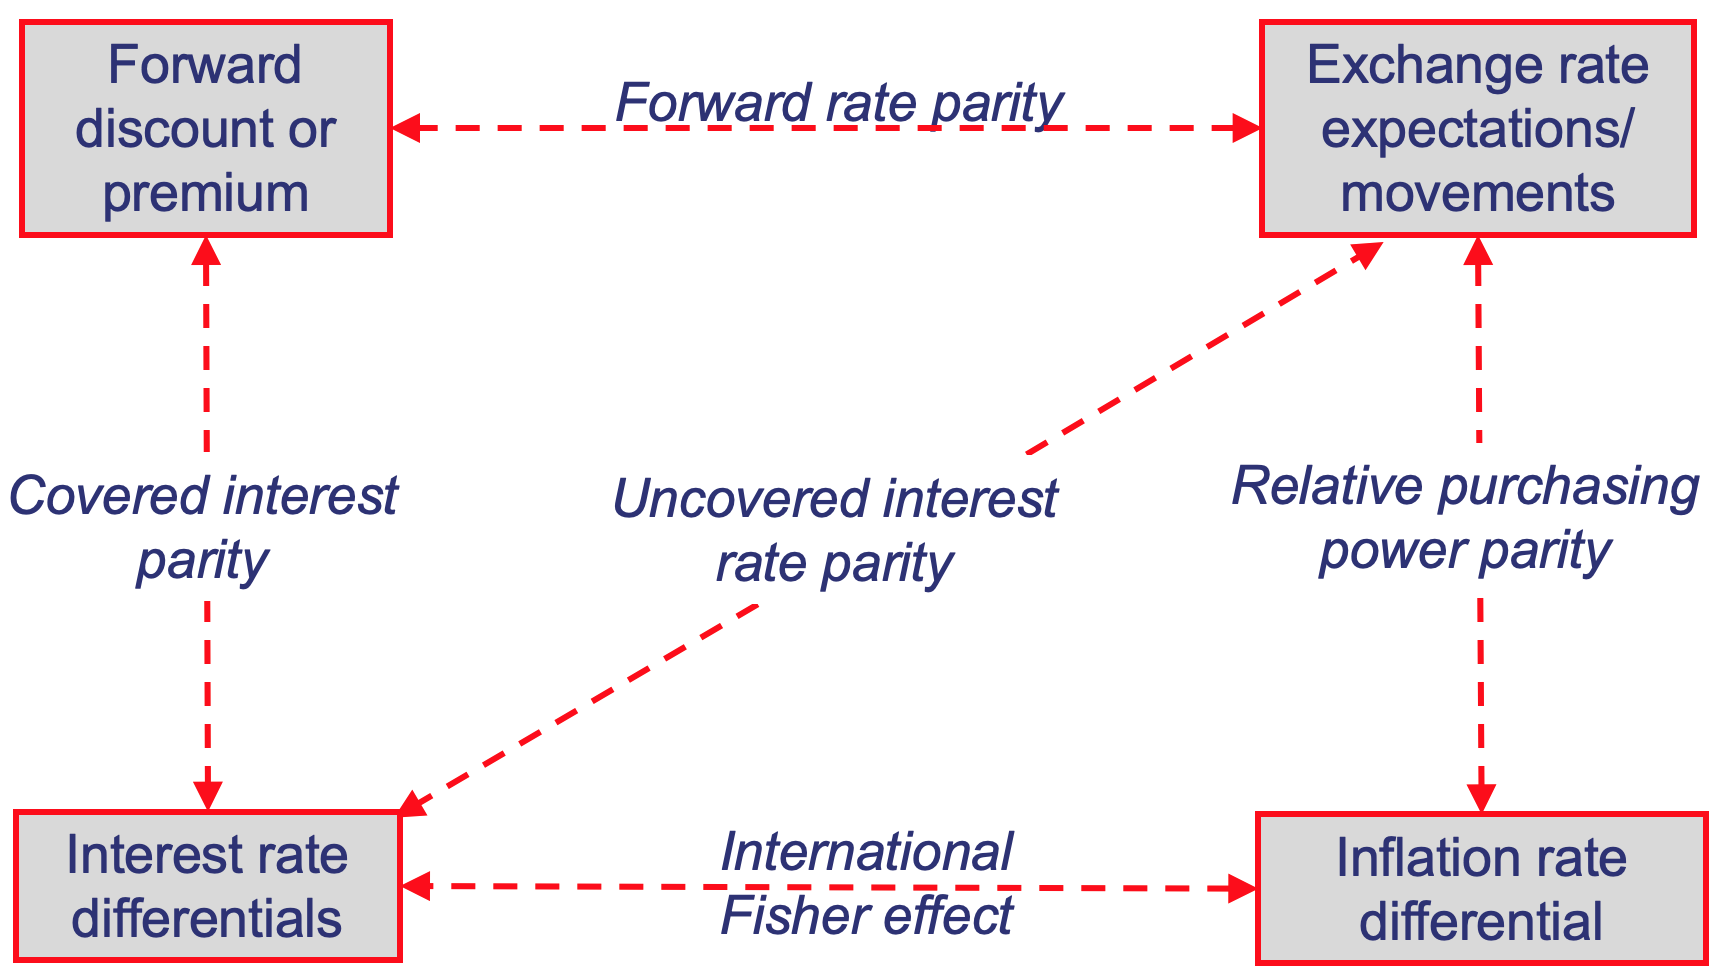 Forward
discount or
premium
Forward rate parity
Exchange rate
expectations/
movements
Covered interest
parity
Uncovered interest
rate parity
Relative purchasing
power parity
Interest rate
differentials
International
Fisher effect
Inflation rate
differential